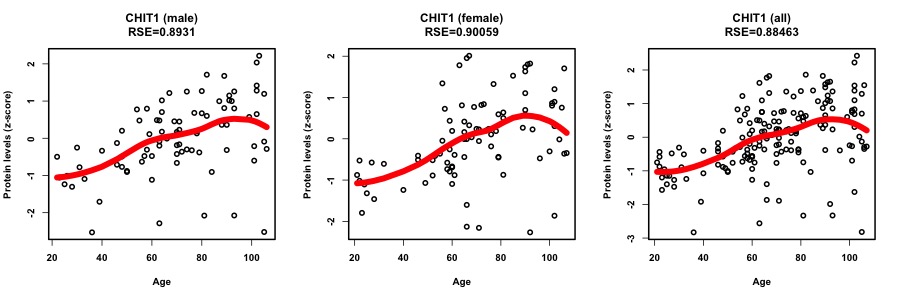 CHIT1 (male)
RSE=0.8931
Protein levels (z-score)
2
1
0
-1
-2
20 40 60 80 100
Age
CHIT1 (female)
RSE=0.90059
Protein levels (z-score)
2
1
0
-1
-2
20 40 60 80 100
Age
CHIT1 (all)
RSE=0.88463
Protein levels (z-score)
2
1
0
-1
-2
-3
20 40 60 80 100
Age